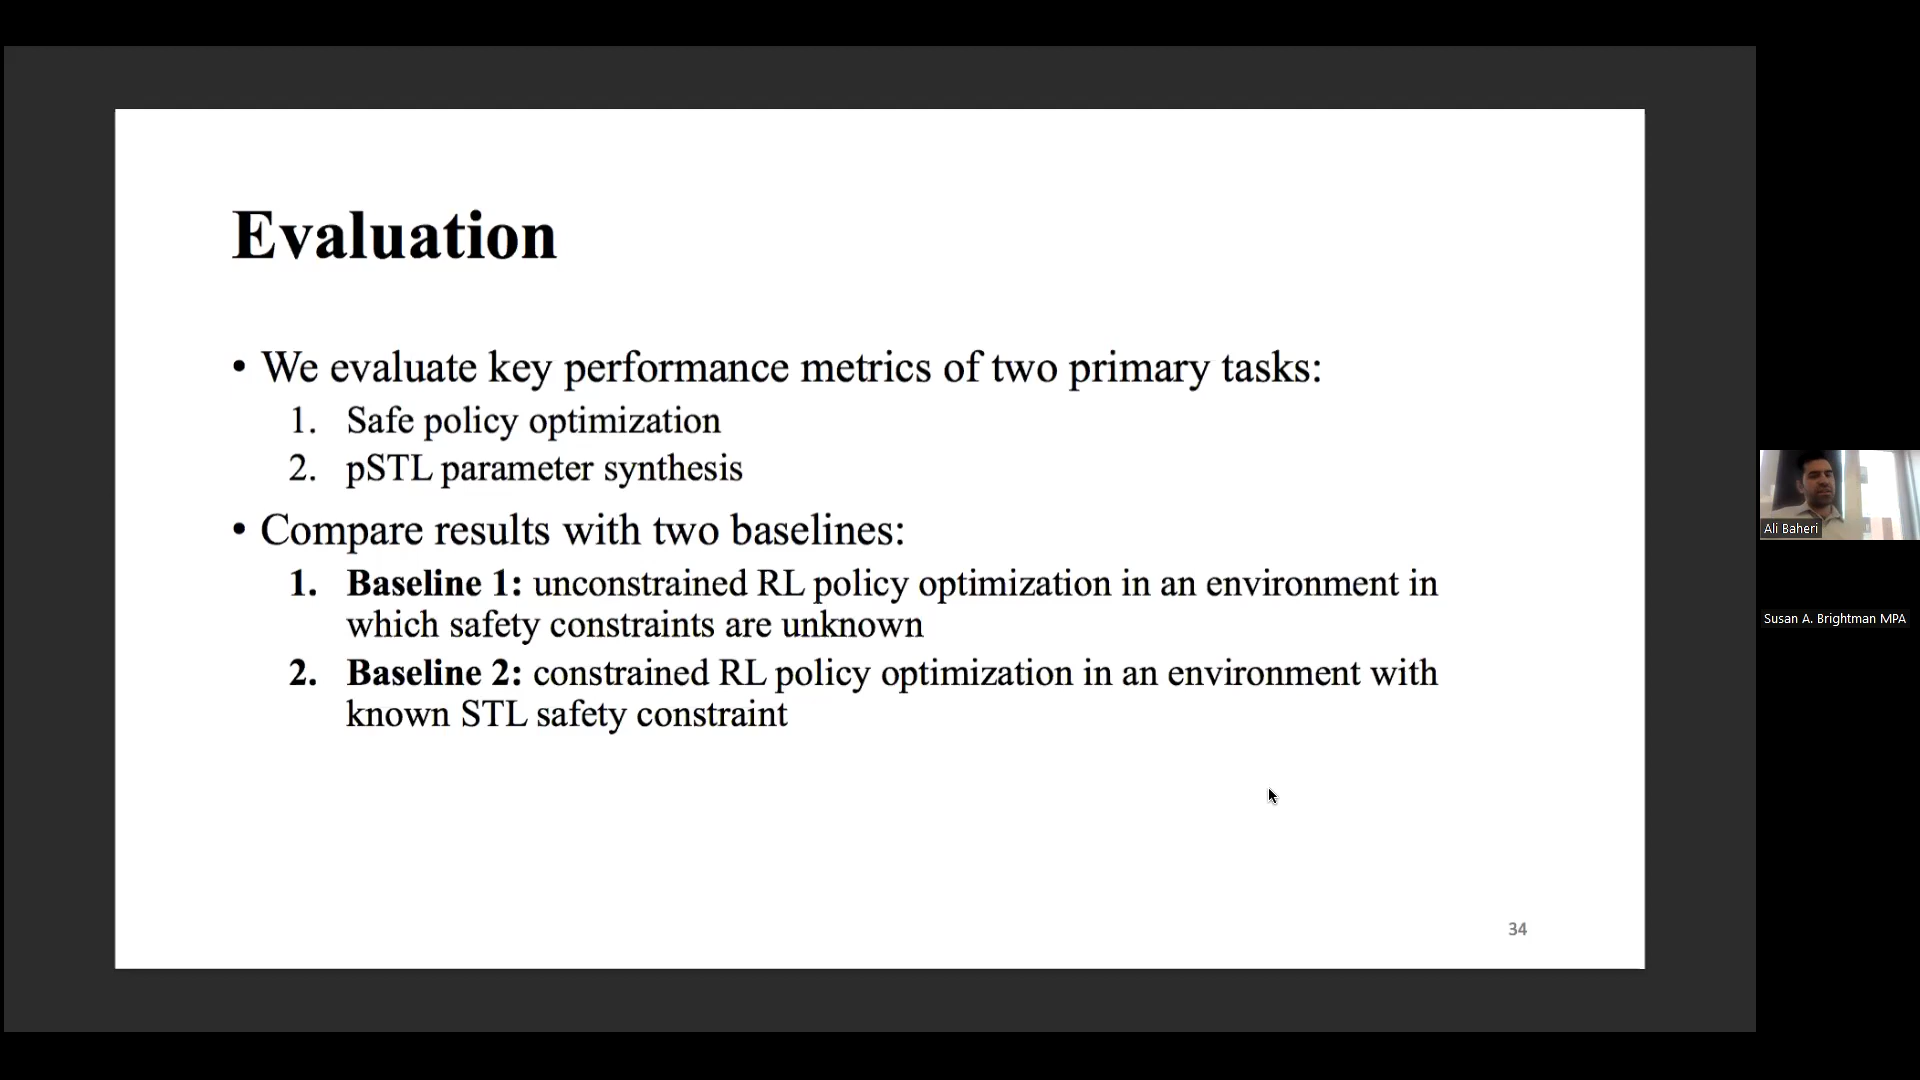 Evaluation
• We evaluate key performance metrics of two primary tasks:
1. Safe policy optimization
2. pSTL parameter synthesis
• Compare results with two baselines:
1. Baseline 1: unconstrained RL policy optimization in an environment in
which safety constraints are unknown
2. Baseline 2: constrained RL policy optimization in an environment with
known STL safety constraint
34
Ali Baheri
Susan A. Brightman MPA